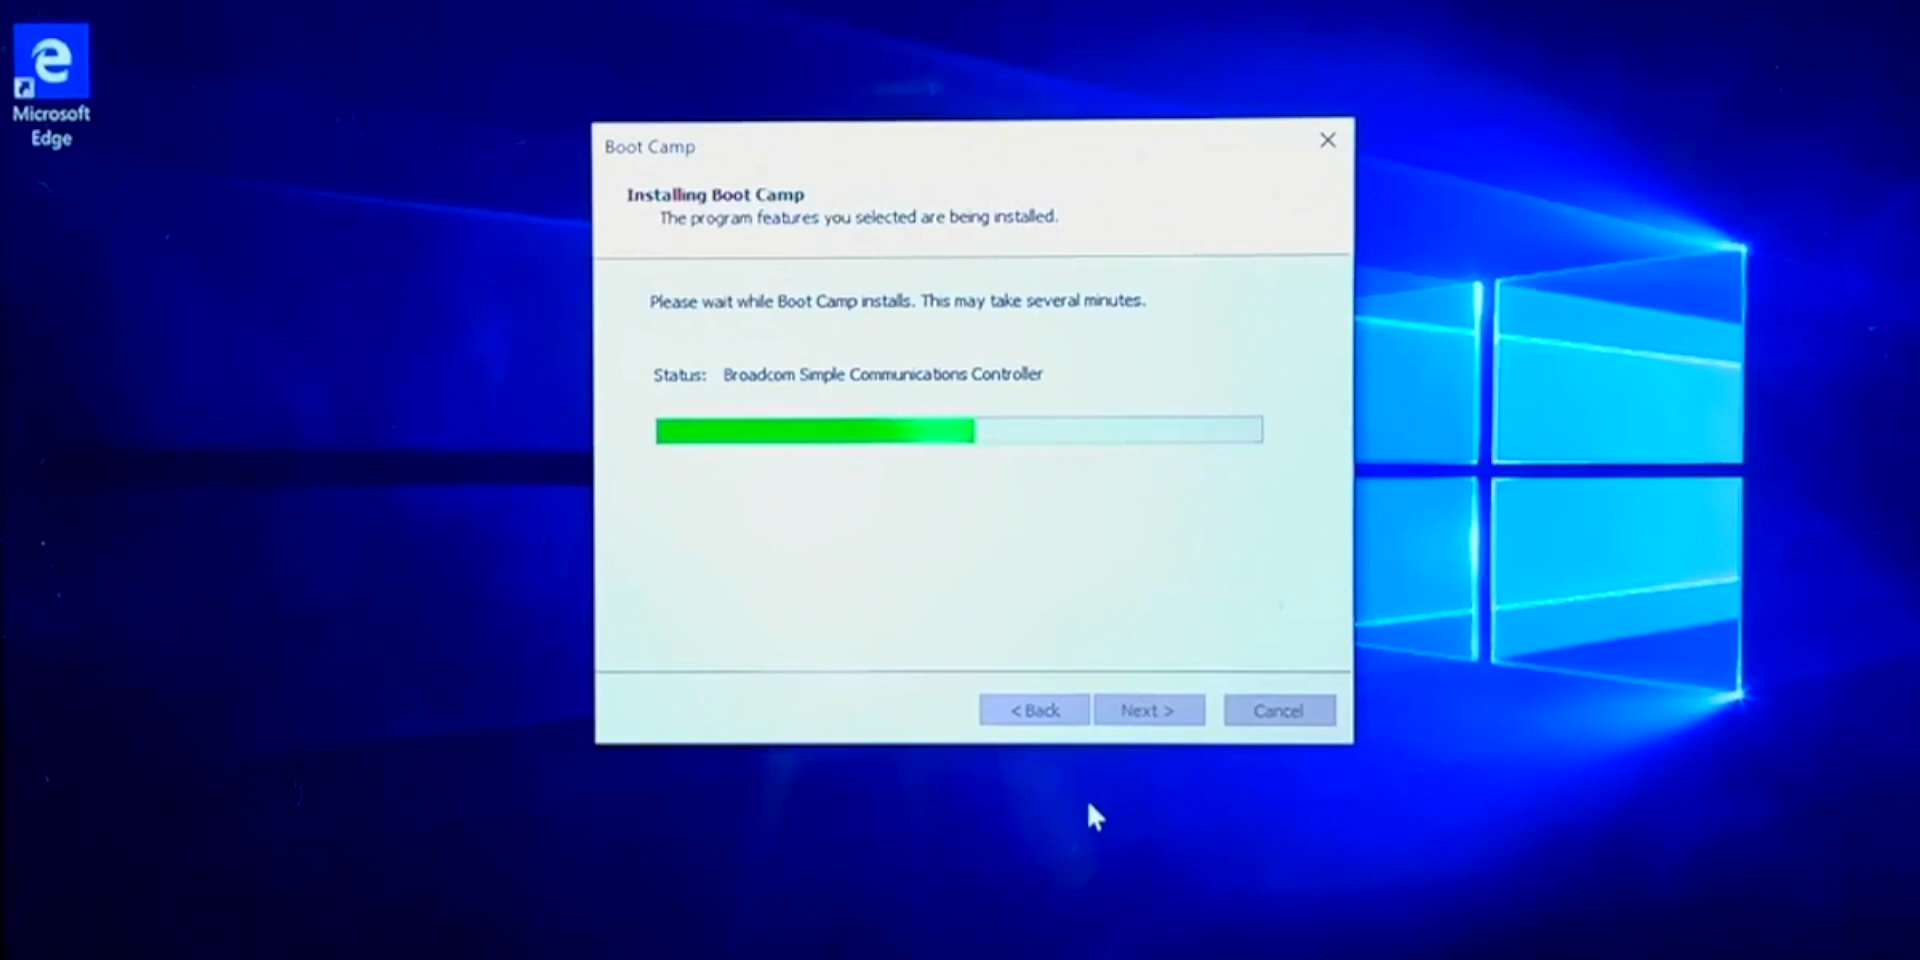 Microsoft
Edge
Boot Camp
Installing Boot Camp
The program features you selected are being installed.
Please wait while Boot Camp installs. This may take several minutes.
Status: Broadcom Simple Communications Controller
< Back
Next >
Cancel